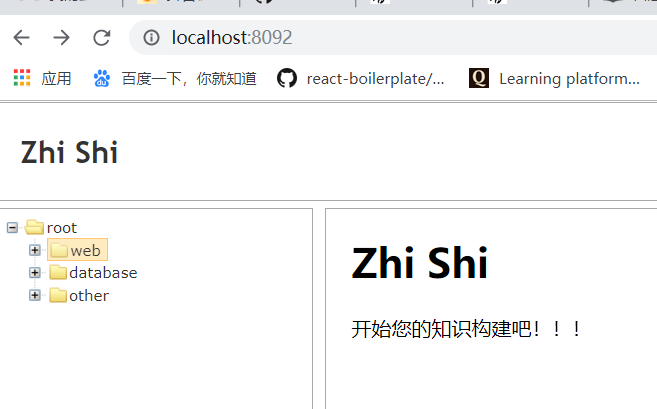 localhost:8092
应用 百度一下，你就知道 react-boilerplate/... Learning platform...
Zhi Shi
root
web
database
other
Zhi Shi
开始您的知识构建吧！！！